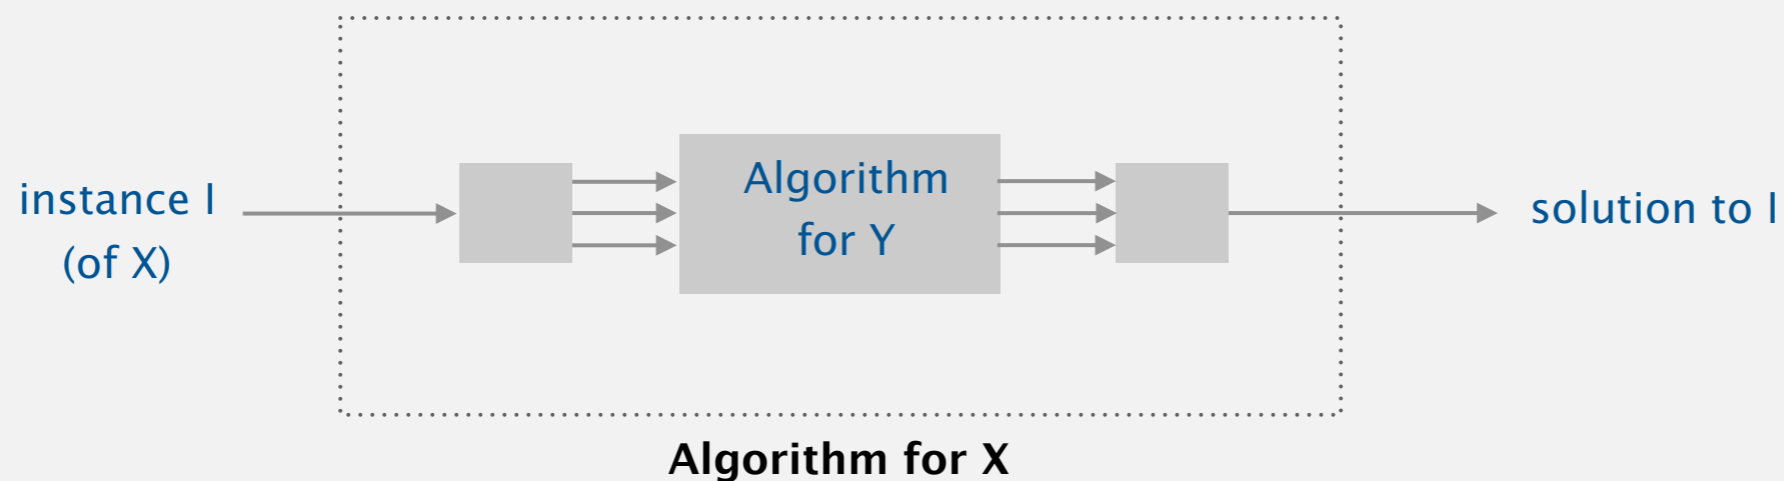 instance I
(of X)
Algorithm
for Y
solution to I
Algorithm for X